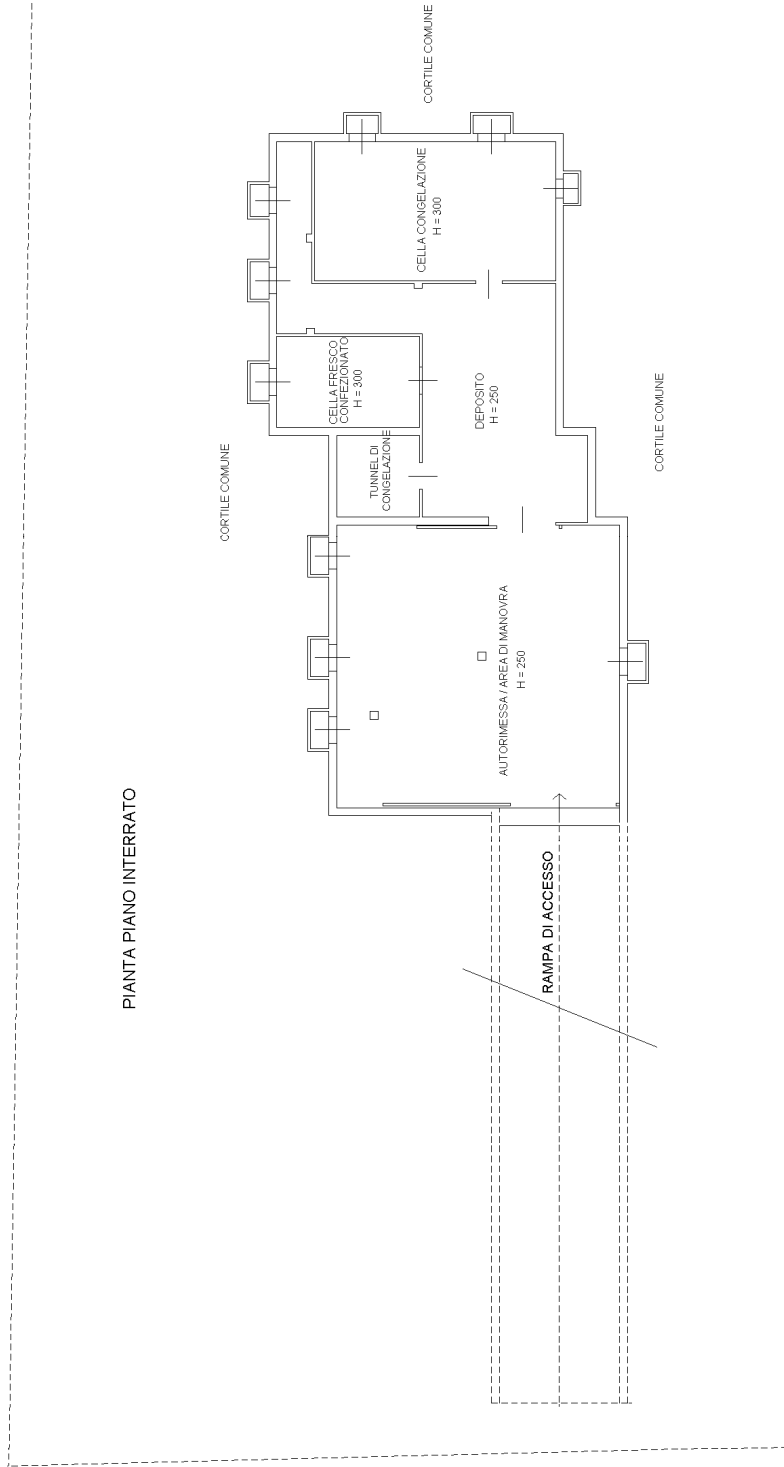 PIANTA PIANO INTERRATO
CORTILE COMUNE
CELLA FRESCO
CONFEZIONATO
H = 300
TUNNEL DI
CONGELAZIONE
CORTILE COMUNE
CELLA CONGELAZIONE
H = 300
DEPOSITO
H = 250
AUTORIMESSA / AREA DI MANOVRA
H = 250
RAMPA DI ACCESSO
CORTILE COMUNE